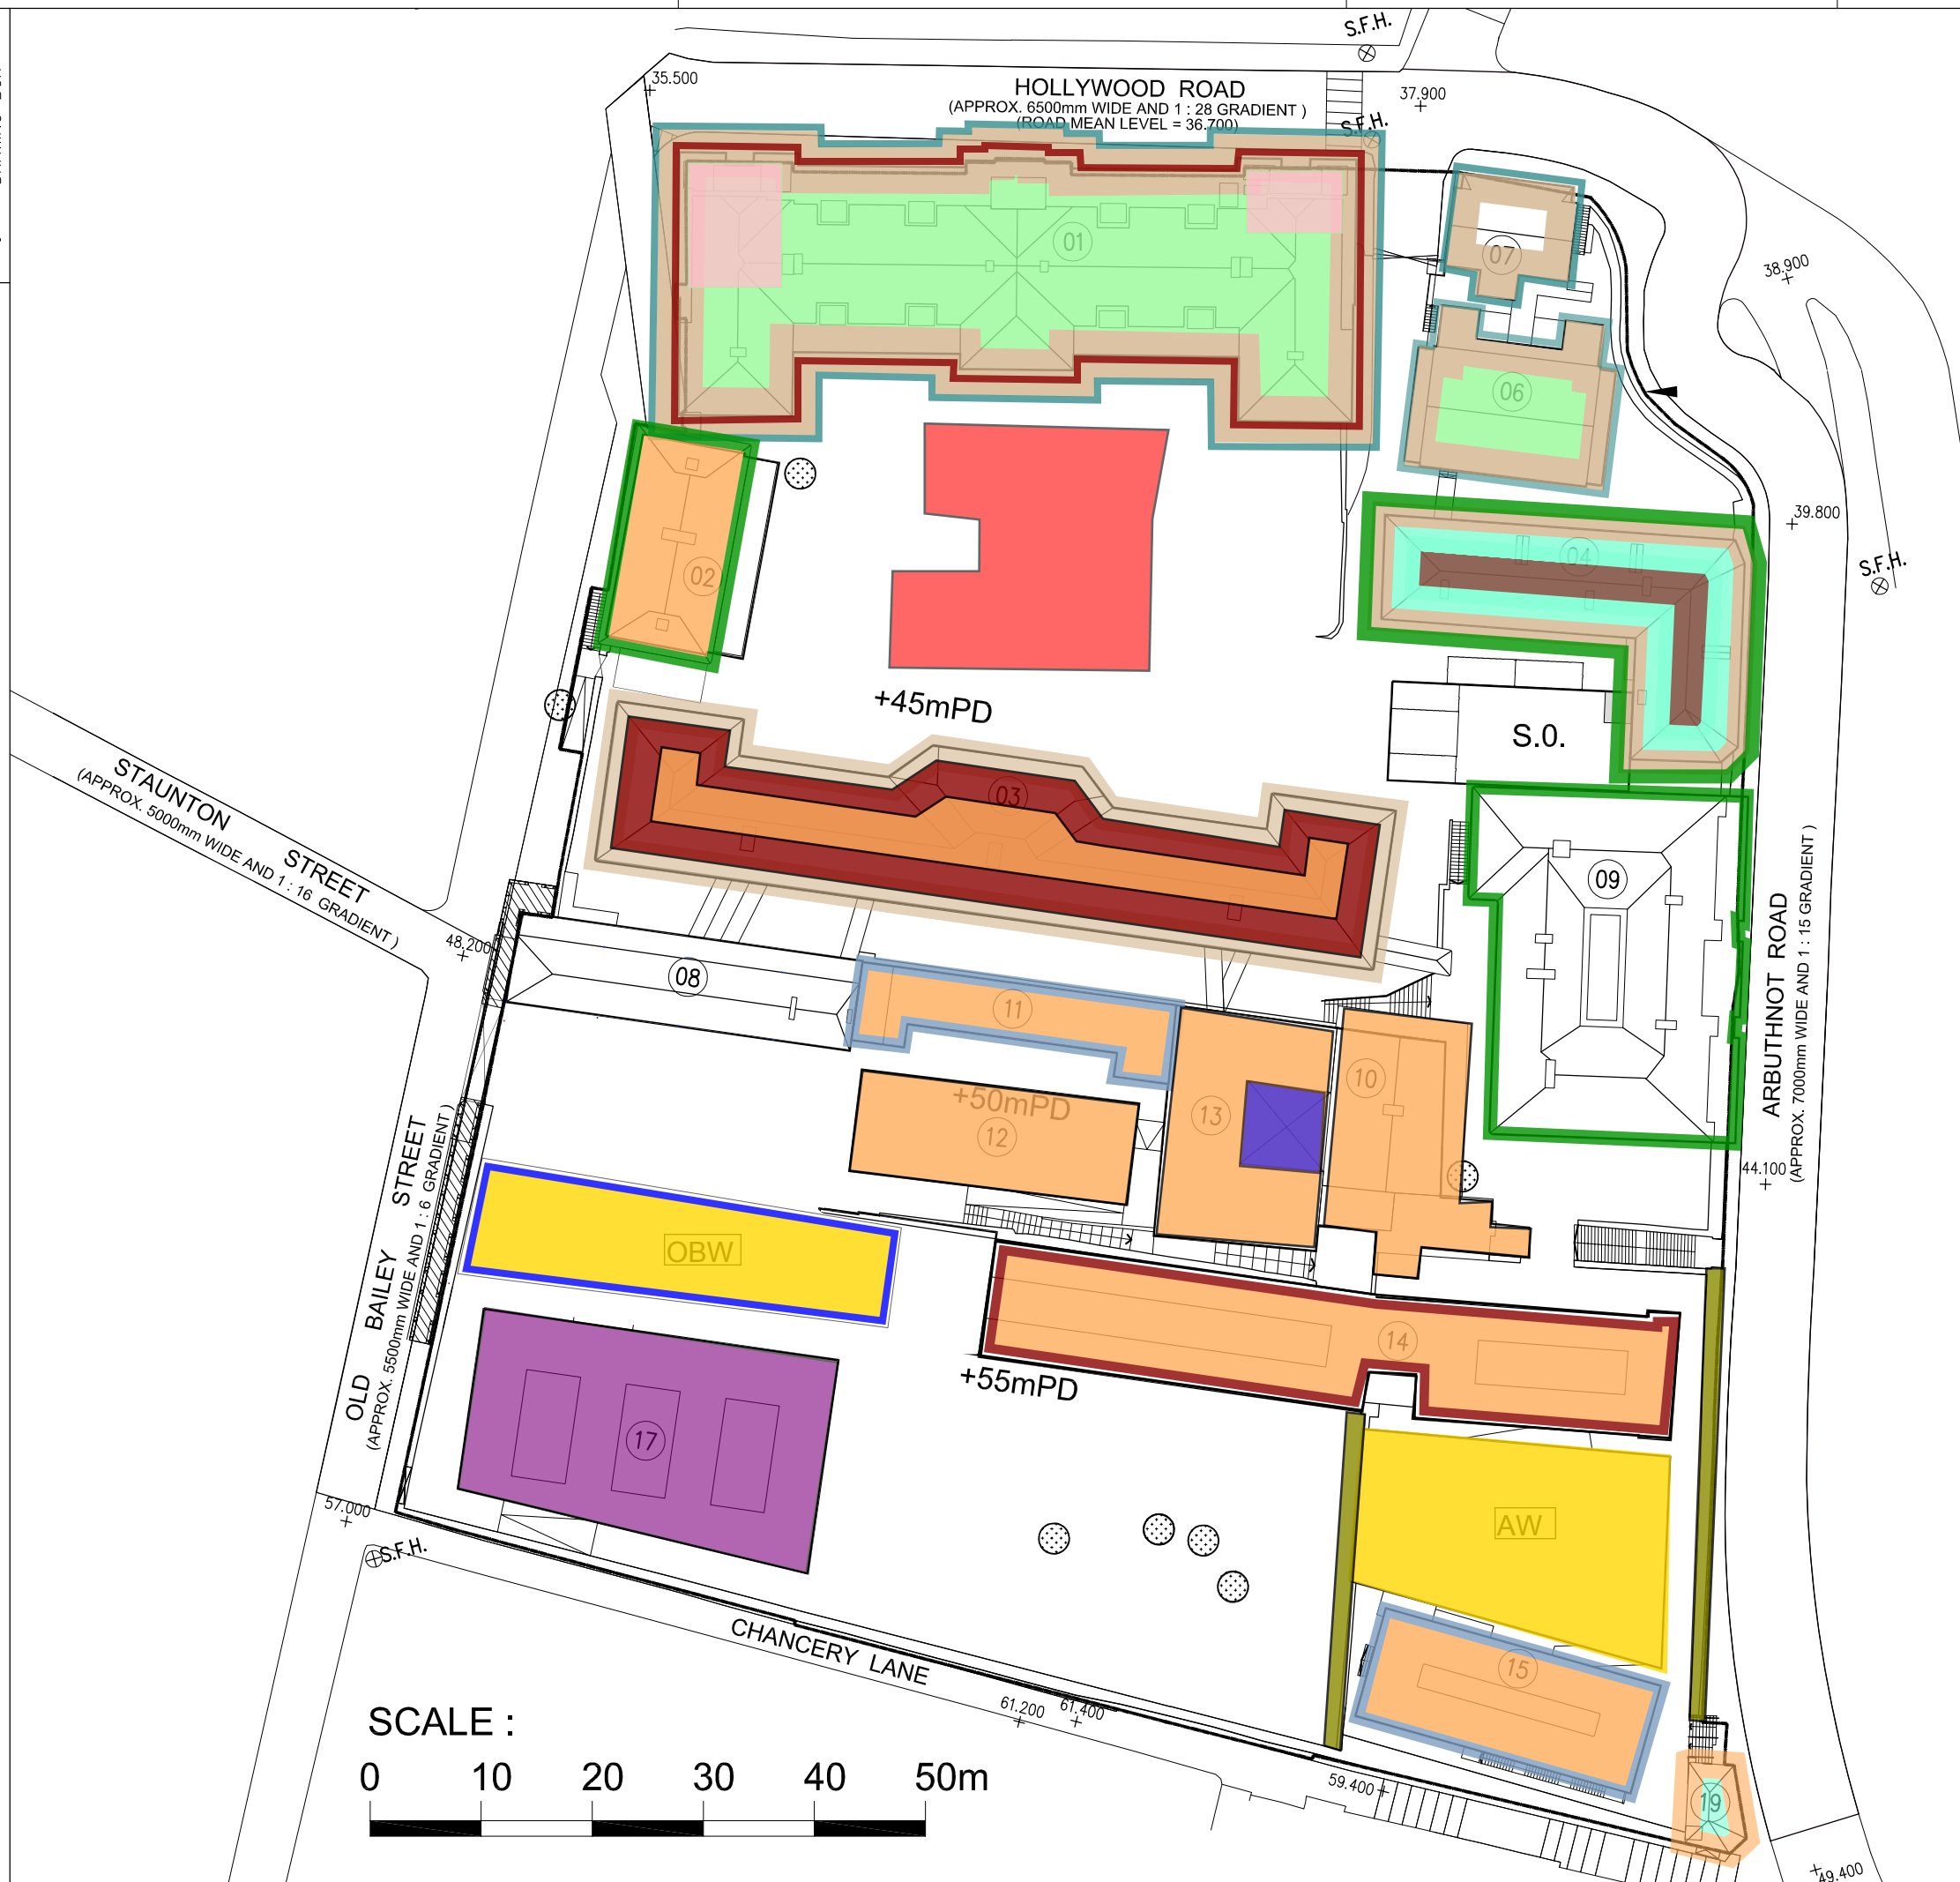 S.F.H.
35.500
HOLLYWOOD ROAD
(APPROX. 6500mm WIDE AND 1 : 28 GRADIENT )
(ROAD MEAN LEVEL = 36.700)
37.900
S.F.H.
01
07
38.900
06
39.800
04
S.F.H.
02
+45mPD
S.O.
03
STAUNTON STREET
(APPROX. 5000mm WIDE AND 1 : 16 GRADIENT )
48.200
08
09
11
10
13
+50mPD
12
ARBUTHNOT ROAD
(APPROX. 7000mm WIDE AND 1 : 15 GRADIENT )
44.100
OLD BAILEY STREET
(APPROX. 5500mm WIDE AND 1 : 6 GRADIENT )
OBW
14
+55mPD
17
AW
57.000
S.F.H.
CHANCERY LANE
15
61.200
61.400
59.400
19
49.400
SCALE :
0 10 20 30 40 50m